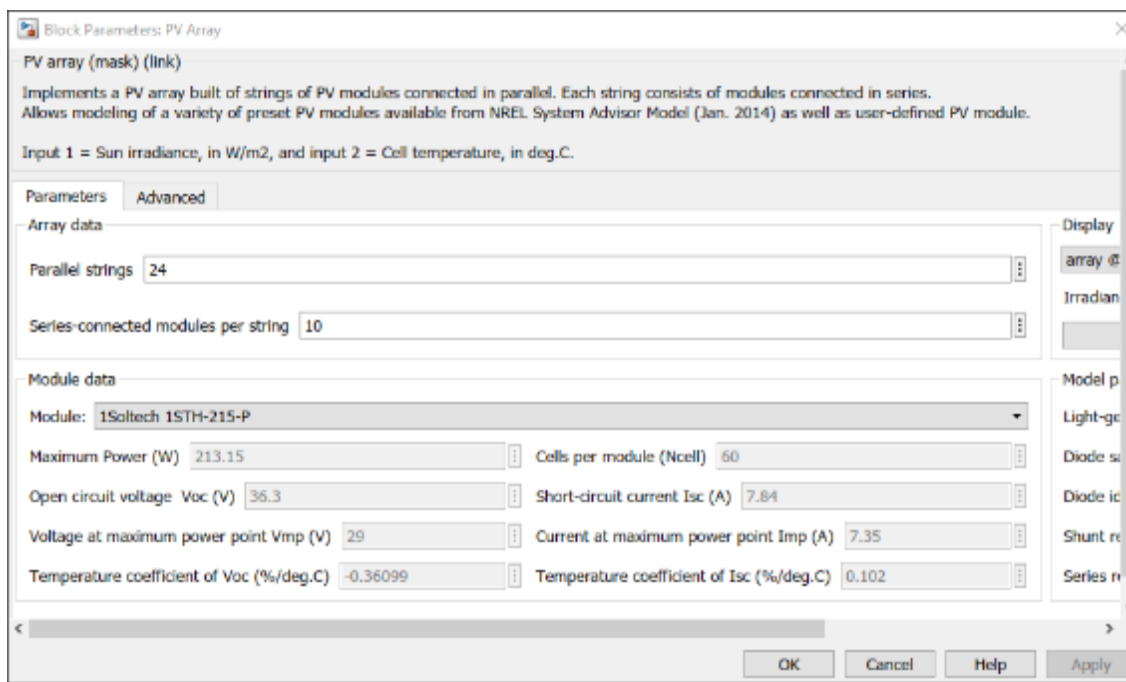 Block Parameters: PV Array
PV array (mask) (link)
Implements a PV array built of strings of PV modules connected in parallel. Each string consists of modules connected in series.
Allows modeling of a variety of preset PV modules available from NREL System Advisor Model (Jan. 2014) as well as user-defined PV module.
Input 1 = Sun irradiance, in W/m2, and input 2 = Cell temperature, in deg.C.
Parameters Advanced
Array data
Parallel strings 24
Series-connected modules per string 10
Display
array @
Irradian
Module data
Module: 1Soltech 1STH-215-P
Maximum Power (W) 213.15 Cells per module (Ncell) 60
Open circuit voltage Voc (V) 36.3 Short-circuit current Isc (A) 7.84
Voltage at maximum power point Vmp (V) 29 Current at maximum power point Imp (A) 7.35
Temperature coefficient of Voc (%/deg.C) -0.36099 Temperature coefficient of Isc (%/deg.C) 0.102
Model p
Light-ge
Diode sa
Diode id
Shunt re
Series re
OK Cancel Help Apply